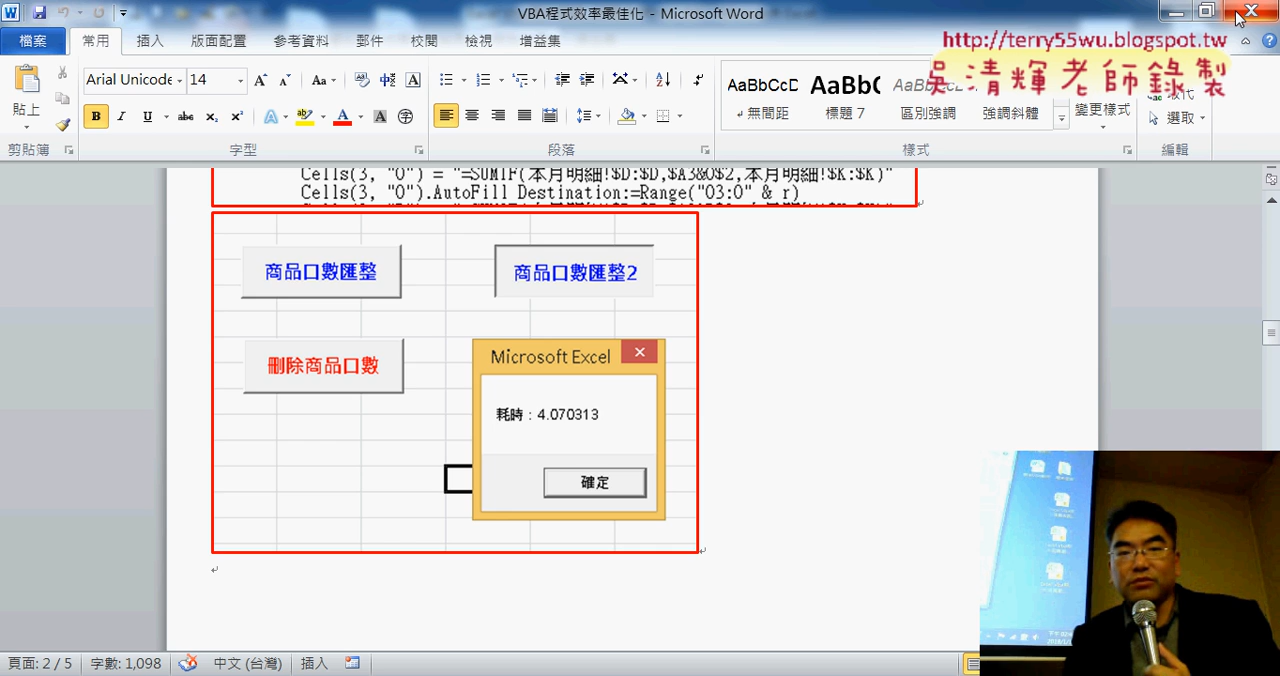 VBA程式效率最佳化 - Microsoft Word
檔案 常用 插入 版面配置 參考資料 郵件 校閱 檢視 增益集
http://terry55wu.blogspot.tw
吳清輝老師錄製
貼上
Arial Unicode 14
AaBbCcD AaBbC AaBbCc
無間距 標題 7 區別強調 強調斜體
變更樣式
取代
選取
剪貼簿 字型 段落 樣式 編輯
Cells(3, "O") = "=SUMIF(本月明細!$D:$D,$A3&O$2,本月明細!$K:$K)"
Cells(3, "O").AutoFill Destination:=Range("O3:O" & r)
商品口數匯整 商品口數匯整2
刪除商品口數
Microsoft Excel
耗時：4.070313
確定
頁面: 2 / 5 字數: 1,098 中文 (台灣) 插入